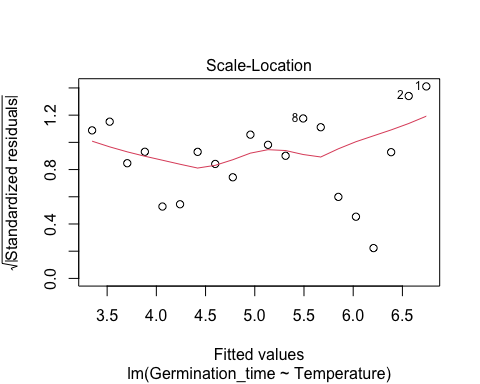 Scale-Location
√|Standardized residuals|
0.0 0.4 0.8 1.2
8
2
1
3.5 4.0 4.5 5.0 5.5 6.0 6.5
Fitted values
lm(Germination_time ~ Temperature)